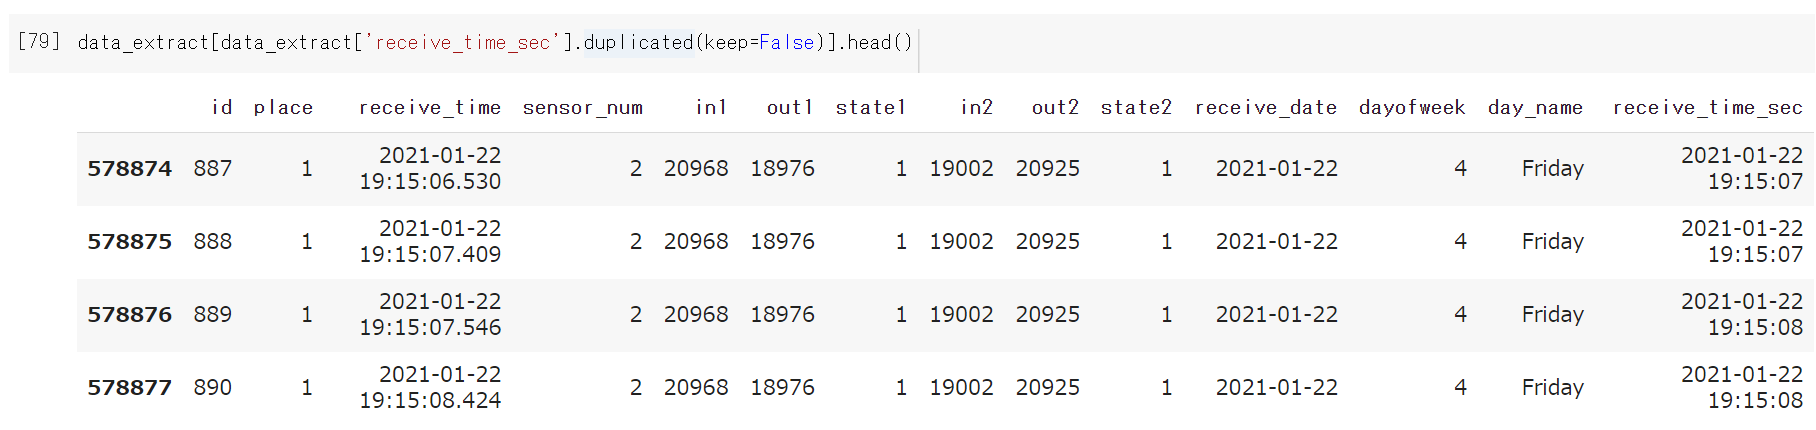 [79] data_extract[data_extract['receive_time_sec'].duplicated(keep=False)].head()
id place receive_time sensor_num in1 out1 state1 in2 out2 state2 receive_date dayofweek day_name receive_time_sec
578874 887 1 2021-01-22 19:15:06.530 2 20968 18976 1 19002 20925 1 2021-01-22 4 Friday 2021-01-22 19:15:07
578875 888 1 2021-01-22 19:15:07.409 2 20968 18976 1 19002 20925 1 2021-01-22 4 Friday 2021-01-22 19:15:07
578876 889 1 2021-01-22 19:15:07.546 2 20968 18976 1 19002 20925 1 2021-01-22 4 Friday 2021-01-22 19:15:08
578877 890 1 2021-01-22 19:15:08.424 2 20968 18976 1 19002 20925 1 2021-01-22 4 Friday 2021-01-22 19:15:08